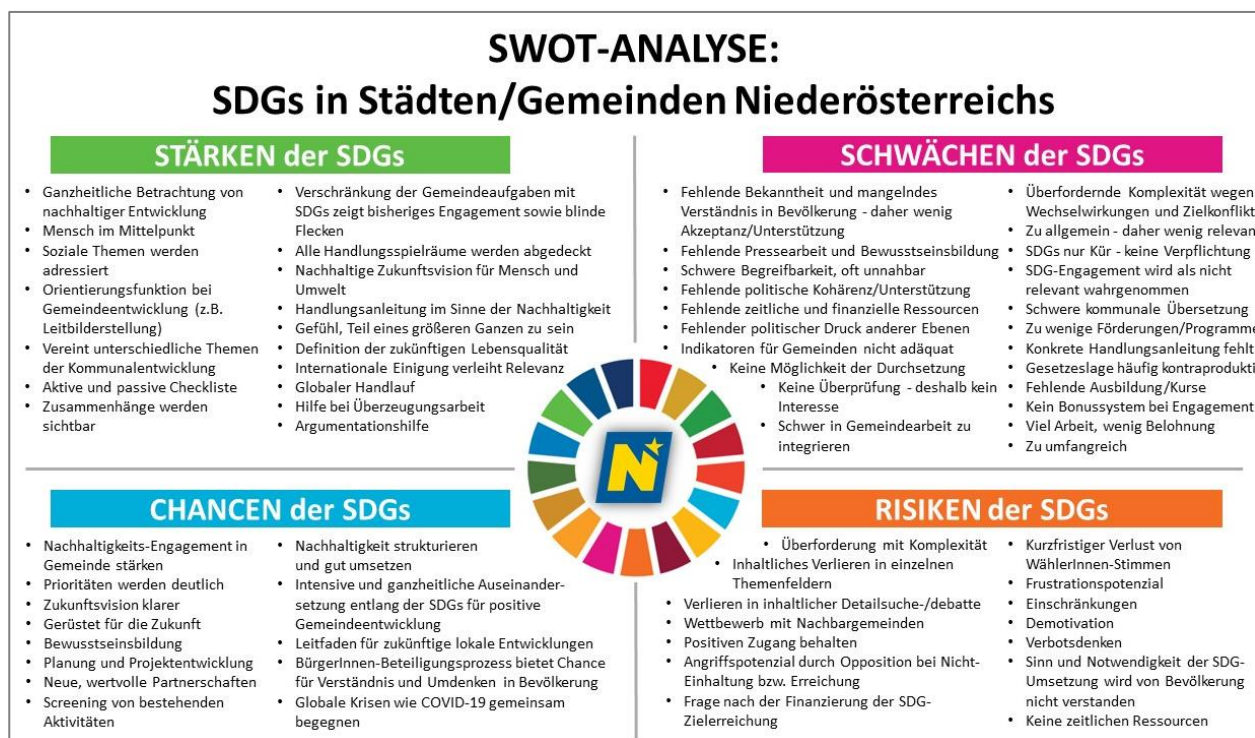 SWOT-ANALYSE:
SDGs in Städten/Gemeinden Niederösterreichs
STÄRKEN der SDGs
• Ganzheitliche Betrachtung von
nachhaltiger Entwicklung
• Mensch im Mittelpunkt
• Soziale Themen werden
adressiert
• Orientierungsfunktion bei
Gemeindeentwicklung (z.B.
Leitbilderstellung)
• Vereint unterschiedliche Themen
der Kommunalentwicklung
• Aktive und passive Checkliste
• Zusammenhänge werden
sichtbar
• Verschränkung der Gemeindeaufgaben mit
SDGs zeigt bisheriges Engagement sowie blinde
Flecken
• Alle Handlungsspielräume werden abgedeckt
• Nachhaltige Zukunftsvision für Mensch und
Umwelt
• Handlungsanleitung im Sinne der Nachhaltigkeit
• Gefühl, Teil eines größeren Ganzen zu sein
• Definition der zukünftigen Lebensqualität
• Internationale Einigung verleiht Relevanz
• Globaler Handlauf
• Hilfe bei Überzeugungsarbeit
• Argumentationshilfe
SCHWÄCHEN der SDGs
• Fehlende Bekanntheit und mangelndes
Verständnis in Bevölkerung - daher wenig
Akzeptanz/Unterstützung
• Fehlende Pressearbeit und Bewusstseinsbildung
• Schwere Begreifbarkeit, oft unnahbar
• Fehlende politische Kohärenz/Unterstützung
• Fehlende zeitliche und finanzielle Ressourcen
• Fehlender politischer Druck anderer Ebenen
• Indikatoren für Gemeinden nicht adäquat
• Keine Möglichkeit der Durchsetzung
• Keine Überprüfung - deshalb kein
Interesse
• Schwer in Gemeindearbeit zu
integrieren
• Überfordernde Komplexität wegen
Wechselwirkungen und Zielkonflikt
• Zu allgemein - daher wenig relevan
• SDGs nur Kür - keine Verpflichtung
• SDG-Engagement wird als nicht
relevant wahrgenommen
• Schwere kommunale Übersetzung
• Zu wenige Förderungen/Programme
• Konkrete Handlungsanleitung fehlt
• Gesetzeslage häufig kontraprodukti
• Fehlende Ausbildung/Kurse
• Kein Bonussystem bei Engagement
• Viel Arbeit, wenig Belohnung
• Zu umfangreich
N
CHANCEN der SDGs
• Nachhaltigkeits-Engagement in
Gemeinde stärken
• Prioritäten werden deutlich
• Zukunftsvision klarer
• Gerüstet für die Zukunft
• Bewusstseinsbildung
• Planung und Projektentwicklung
• Neue, wertvolle Partnerschaften
• Screening von bestehenden
Aktivitäten
• Nachhaltigkeit strukturieren
und gut umsetzen
• Intensive und ganzheitliche Auseinander-
setzung entlang der SDGs für positive
Gemeindeentwicklung
• Leitfaden für zukünftige lokale Entwicklungen
• BürgerInnen-Beteiligungsprozess bietet Chance
für Verständnis und Umdenken in Bevölkerung
• Globale Krisen wie COVID-19 gemeinsam
begegnen
RISIKEN der SDGs
• Überforderung mit Komplexität
• Inhaltliches Verlieren in einzelnen
Themenfeldern
• Verlieren in inhaltlicher Detailsuche-/debatte
• Wettbewerb mit Nachbargemeinden
• Positiven Zugang behalten
• Angriffspotenzial durch Opposition bei Nicht-
Einhaltung bzw. Erreichung
• Frage nach der Finanzierung der SDG-
Zielerreichung
• Kurzfristiger Verlust von
WählerInnen-Stimmen
• Frustrationspotenzial
• Einschränkungen
• Demotivation
• Verbotsdenken
• Sinn und Notwendigkeit der SDG-
Umsetzung wird von Bevölkerung
nicht verstanden
• Keine zeitlichen Ressourcen